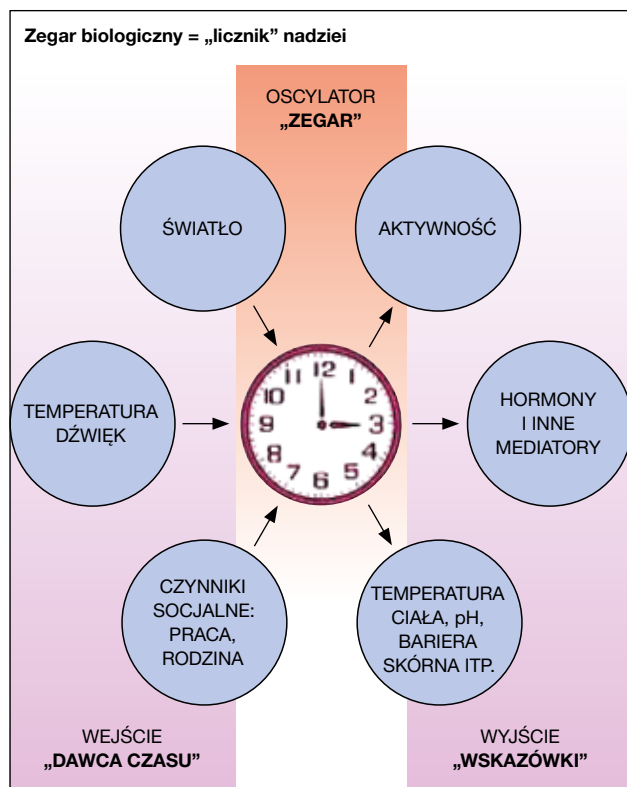 Zegar biologiczny = „licznik” nadziei
OSCYLATOR
„ZEGAR”
ŚWIATŁO
AKTYWNOŚĆ
TEMPERATURA
DŹWIĘK
12
1
2
3
4
5
6
7
8
9
10
11
HORMONY
I INNE
MEDIATORY
CZYNNIKI
SOCJALNE:
PRACA,
RODZINA
TEMPERATURA
CIAŁA, pH,
BARIERA
SKÓRNA ITP.
WEJŚCIE
„DAWCA CZASU”
WYJŚCIE
„WSKAZÓWKI”